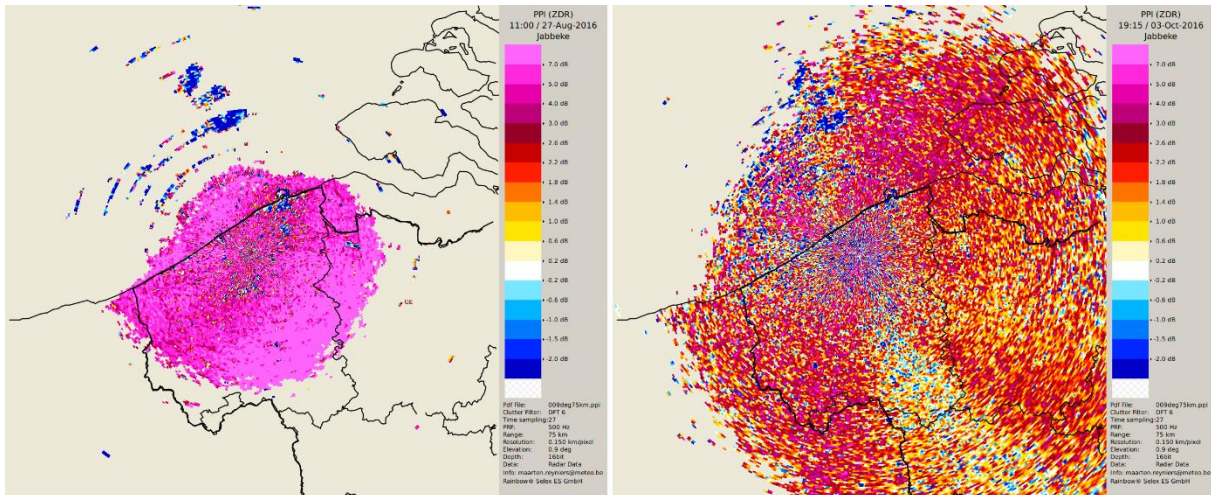 PPI (ZDR)
11:00 / 27-Aug-2016
Jabbeke
7.0 dB
5.0 dB
4.0 dB
3.0 dB
2.6 dB
2.2 dB
1.8 dB
1.4 dB
1.0 dB
0.6 dB
0.2 dB
-0.2 dB
-0.6 dB
-1.0 dB
-1.5 dB
-2.0 dB
Pdf File: 009deg75km.ppi
Clutter Filter: DFT 6
Time sampling:27
PRF: 500 Hz
Range: 75 km
Resolution: 0.150 km/pixel
Elevation: 0.9 deg
Depth: 16bit
Data: Radar Data
Info: maarten.reyniers@meteo.be
Rainbow® Selex ES GmbH
PPI (ZDR)
19:15 / 03-Oct-2016
Jabbeke
7.0 dB
5.0 dB
4.0 dB
3.0 dB
2.6 dB
2.2 dB
1.8 dB
1.4 dB
1.0 dB
0.6 dB
0.2 dB
-0.2 dB
-0.6 dB
-1.0 dB
-1.5 dB
-2.0 dB
Pdf File: 009deg75km.ppi
Clutter Filter: DFT 6
Time sampling:27
PRF: 500 Hz
Range: 75 km
Resolution: 0.150 km/pixel
Elevation: 0.9 deg
Depth: 16bit
Data: Radar Data
Info: maarten.reyniers@meteo.be
Rainbow® Selex ES GmbH